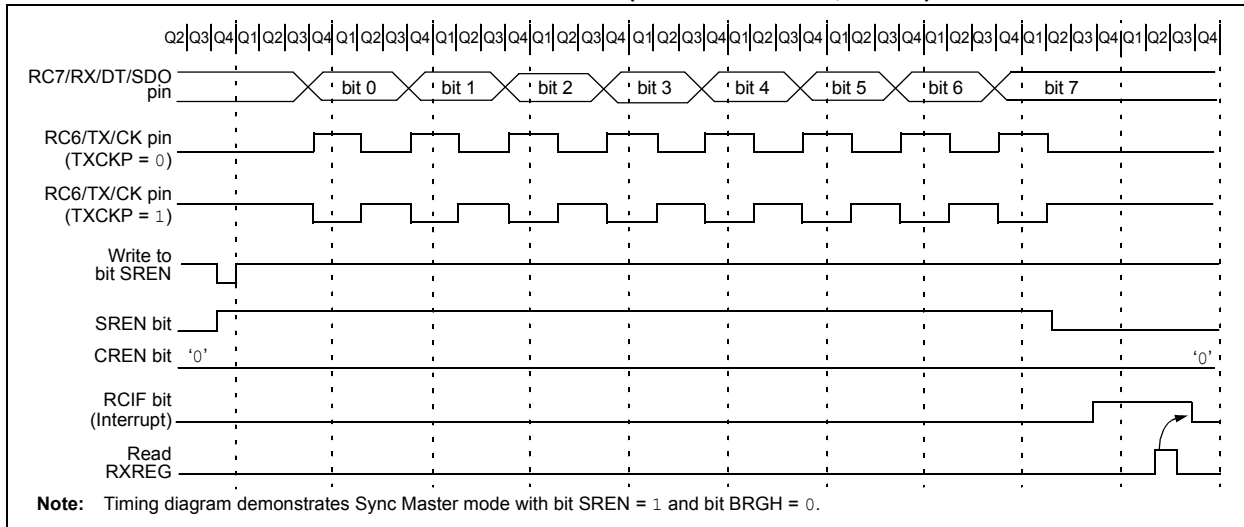 Q2 Q3 Q4 Q1 Q2 Q3 Q4 Q1 Q2 Q3 Q4 Q1 Q2 Q3 Q4 Q1 Q2 Q3 Q4 Q1 Q2 Q3 Q4 Q1 Q2 Q3 Q4 Q1 Q2 Q3 Q4 Q1 Q2 Q3 Q4 Q1 Q2 Q3 Q4 Q1 Q2 Q3 Q4
RC7/RX/DT/SDO
pin
bit 0 bit 1 bit 2 bit 3 bit 4 bit 5 bit 6 bit 7
RC6/TX/CK pin
(TXCKP = 0)
RC6/TX/CK pin
(TXCKP = 1)
Write to
bit SREN
SREN bit
CREN bit ‘0’ ‘0’
RCIF bit
(Interrupt)
Read
RXREG
Note: Timing diagram demonstrates Sync Master mode with bit SREN = 1 and bit BRGH = 0.